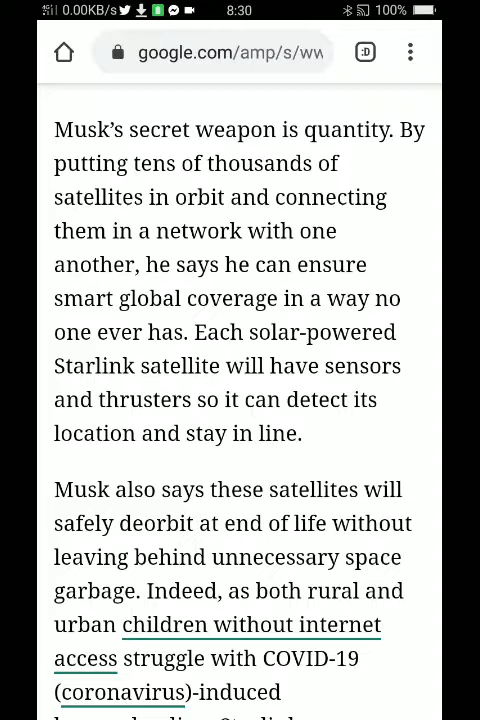 0.00KB/s 8:30 100%
google.com/amp/s/ww
:D
Musk’s secret weapon is quantity. By
putting tens of thousands of
satellites in orbit and connecting
them in a network with one
another, he says he can ensure
smart global coverage in a way no
one ever has. Each solar-powered
Starlink satellite will have sensors
and thrusters so it can detect its
location and stay in line.
Musk also says these satellites will
safely deorbit at end of life without
leaving behind unnecessary space
garbage. Indeed, as both rural and
urban children without internet
access struggle with COVID-19
(coronavirus)-induced